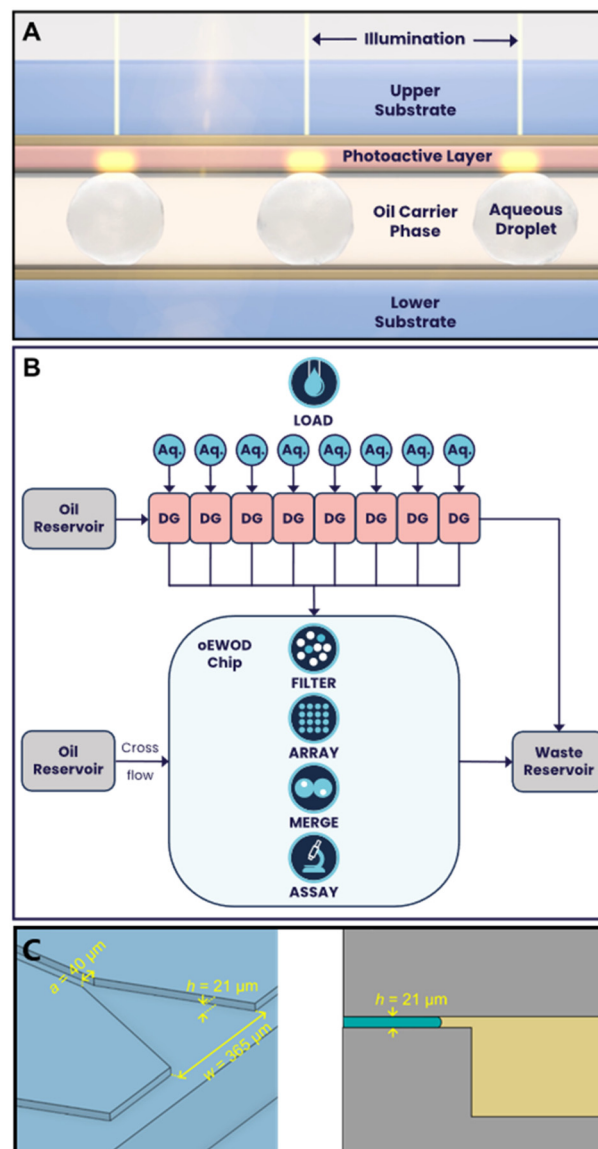 A
Illumination
Upper
Substrate
Photoactive Layer
Oil Carrier
Phase
Aqueous
Droplet
Lower
Substrate
B
LOAD
Aq. Aq. Aq. Aq. Aq. Aq. Aq. Aq.
Oil
Reservoir
DG DG DG DG DG DG DG DG
oEWOD
Chip
FILTER
ARRAY
Oil
Reservoir
Cross
flow
MERGE
ASSAY
Waste
Reservoir
C
a = 40 µm
h = 21 µm
w = 365 µm
h = 21 µm